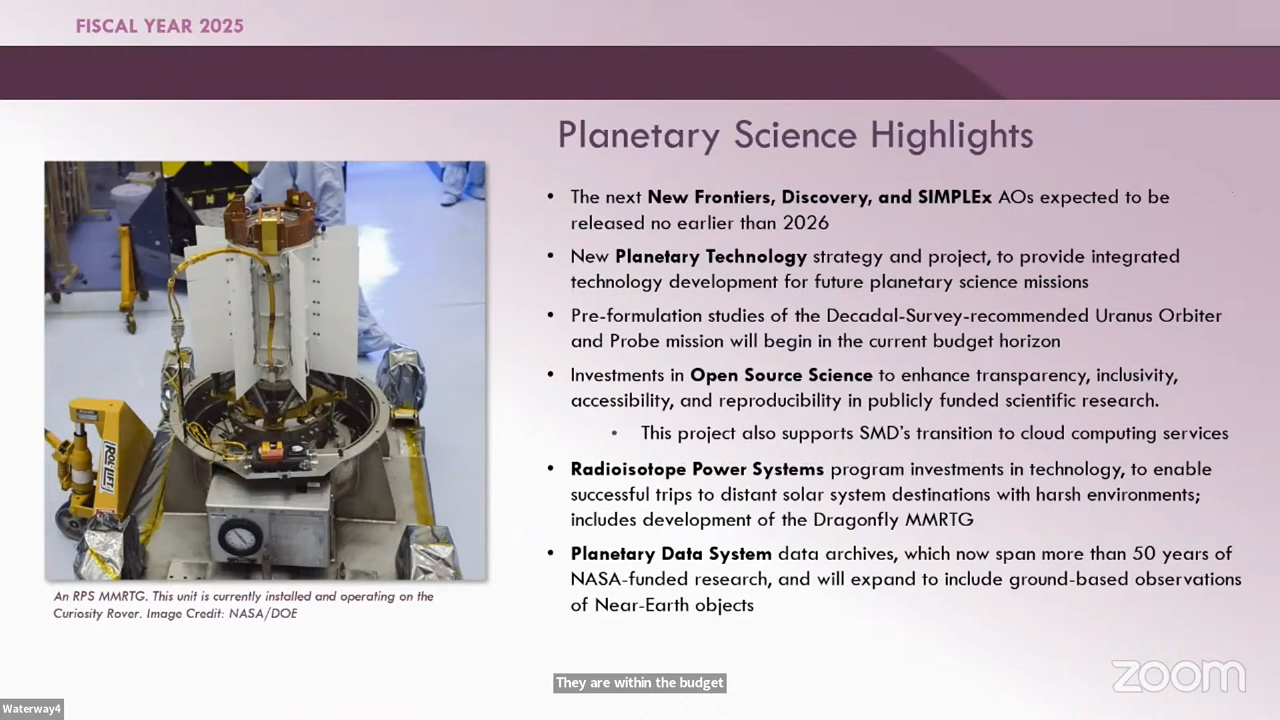 FISCAL YEAR 2025
Planetary Science Highlights
• The next New Frontiers, Discovery, and SIMPLEx AOs expected to be
released no earlier than 2026
• New Planetary Technology strategy and project, to provide integrated
technology development for future planetary science missions
• Pre-formulation studies of the Decadal-Survey-recommended Uranus Orbiter
and Probe mission will begin in the current budget horizon
• Investments in Open Source Science to enhance transparency, inclusivity,
accessibility, and reproducibility in publicly funded scientific research.
• This project also supports SMD's transition to cloud computing services
• Radioisotope Power Systems program investments in technology, to enable
successful trips to distant solar system destinations with harsh environments;
includes development of the Dragonfly MMRTG
• Planetary Data System data archives, which now span more than 50 years of
NASA-funded research, and will expand to include ground-based observations
of Near-Earth objects
ROL-LIFT
An RPS MMRTG. This unit is currently installed and operating on the
Curiosity Rover. Image Credit: NASA/DOE
They are within the budget
zoom
Waterway4